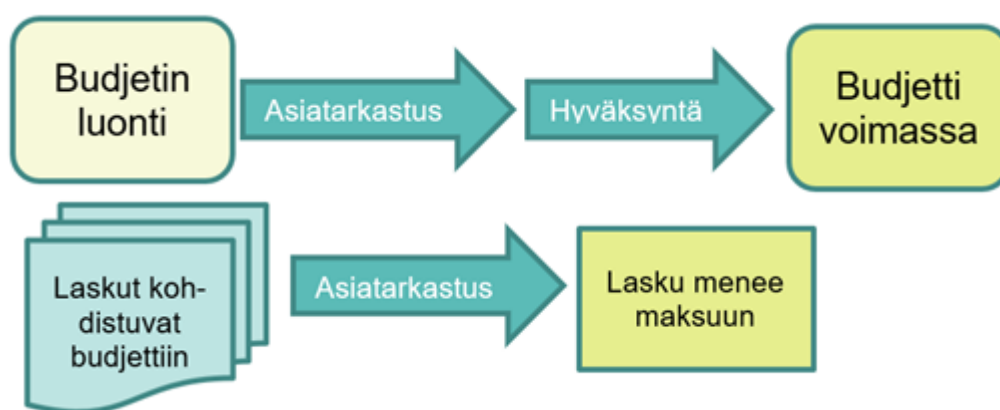 Budjetin
luonti
Asiatarkastus
Hyväksyntä
Budjetti
voimassa
Laskut koh-
distuvat
budjettiin
Asiatarkastus
Lasku menee
maksuun